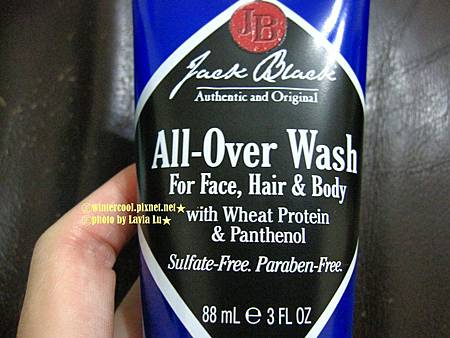 JB
Jack Black
Authentic and Original
All-Over Wash
For Face, Hair & Body
with Wheat Protein
& Panthenol
Sulfate-Free. Paraben-Free.
88 mL ℮ 3 FL OZ
wintercool.pixnet.net★
photo by Layla Lu★